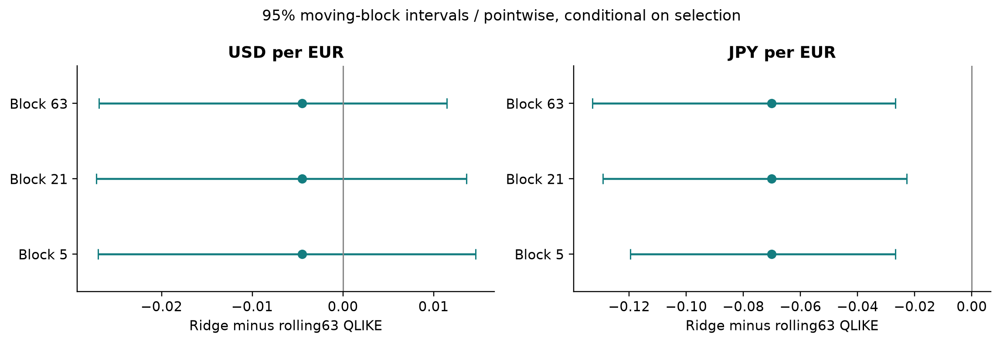 95% moving-block intervals / pointwise, conditional on selection
USD per EUR
Block 63
Block 21
Block 5
−0.02 −0.01 0.00 0.01
Ridge minus rolling63 QLIKE
JPY per EUR
Block 63
Block 21
Block 5
−0.12 −0.10 −0.08 −0.06 −0.04 −0.02 0.00
Ridge minus rolling63 QLIKE